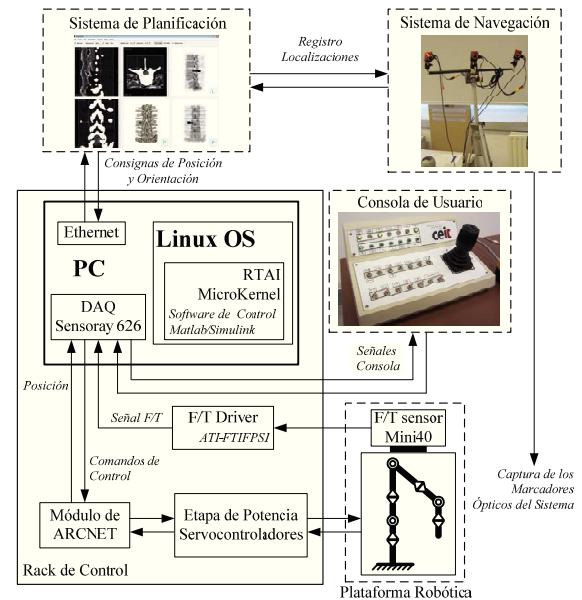 Sistema de Planificación
Sistema de Navegación
Registro
Localizaciones
Consignas de Posición
y Orientación
Consola de Usuario
Ethernet
Linux OS
PC
RTAI
MicroKernel
Software de Control
Matlab/Simulink
DAQ
Sensoray 626
ceit
Señales
Consola
Posición
Señal F/T
F/T Driver
ATI-FTIFPSI
F/T sensor
Mini40
Comandos de
Control
Captura de los
Marcadores
Ópticos del Sistema
Módulo de
ARCNET
Etapa de Potencia
Servocontroladores
Rack de Control
Plataforma Robótica